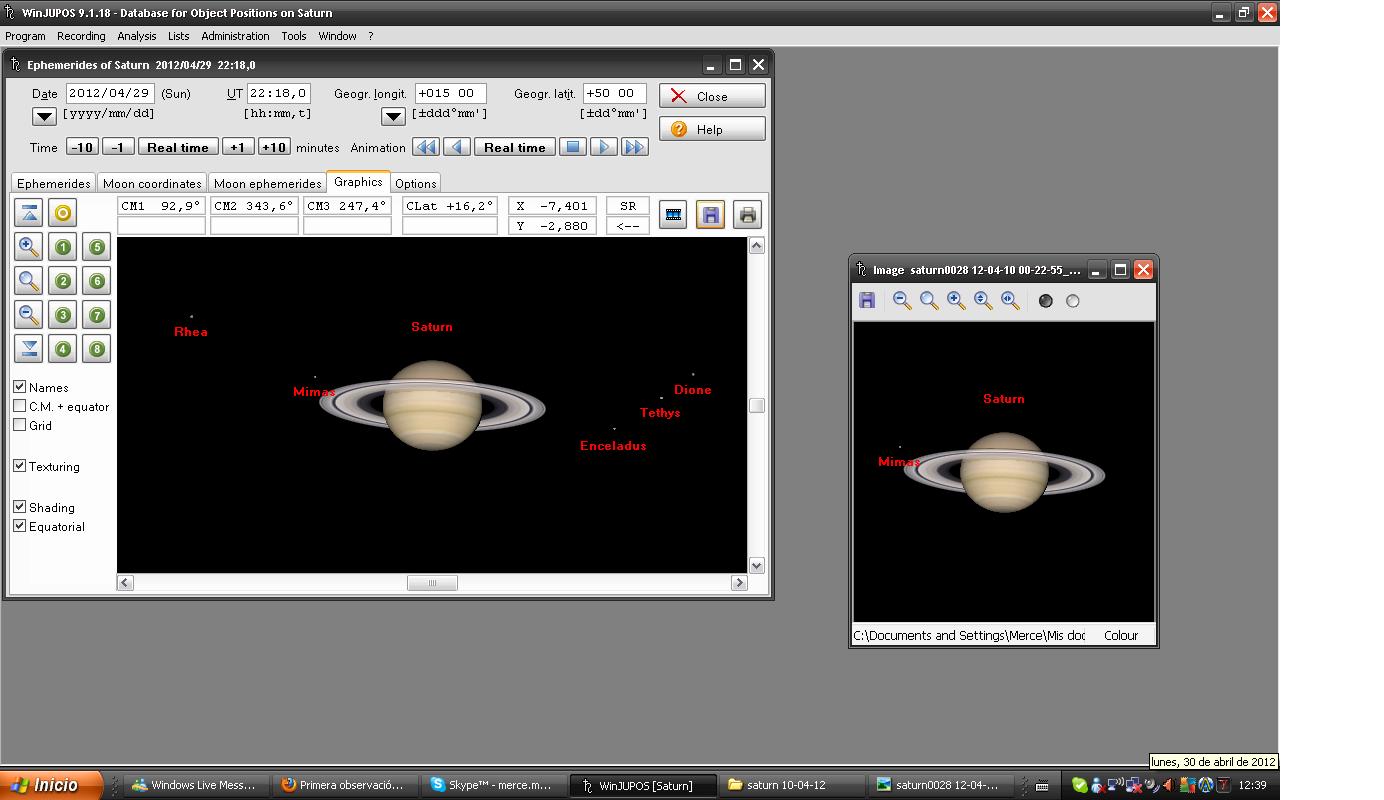 WinJUPOS 9.1.18 - Database for Object Positions on Saturn
Program Recording Analysis Lists Administration Tools Window ?
Ephemerides of Saturn 2012/04/29 22:18,0
Date 2012/04/29 (Sun) UT 22:18,0 Geogr. longit. +015 00 Geogr. latit. +50 00 Close
[yyyy/mm/dd] [hh:mm,t] [±ddd°mm'] [±dd°mm']
Help
Time -10 -1 Real time +1 +10 minutes Animation Real time
Ephemerides Moon coordinates Moon ephemerides Graphics Options
CM1 92,9° CM2 343,6° CM3 247,4° CLat +16,2° X -7,401 SR
Y -2,880 <--
1 5
2 6
3 7
4 8
Names
C.M. + equator
Grid
Texturing
Shading
Equatorial
Rhea
Saturn
Mimas
Dione
Tethys
Enceladus
Image saturn0028 12-04-10 00-22-55_...
Saturn
Mimas
C:\Documents and Settings\Merce\Mis doc Colour
lunes, 30 de abril de 2012
Inicio Windows Live Mess... Primera observació... Skype™ - merce.m... WinJUPOS [Saturn] saturn 10-04-12 saturn0028 12-04-... 12:39